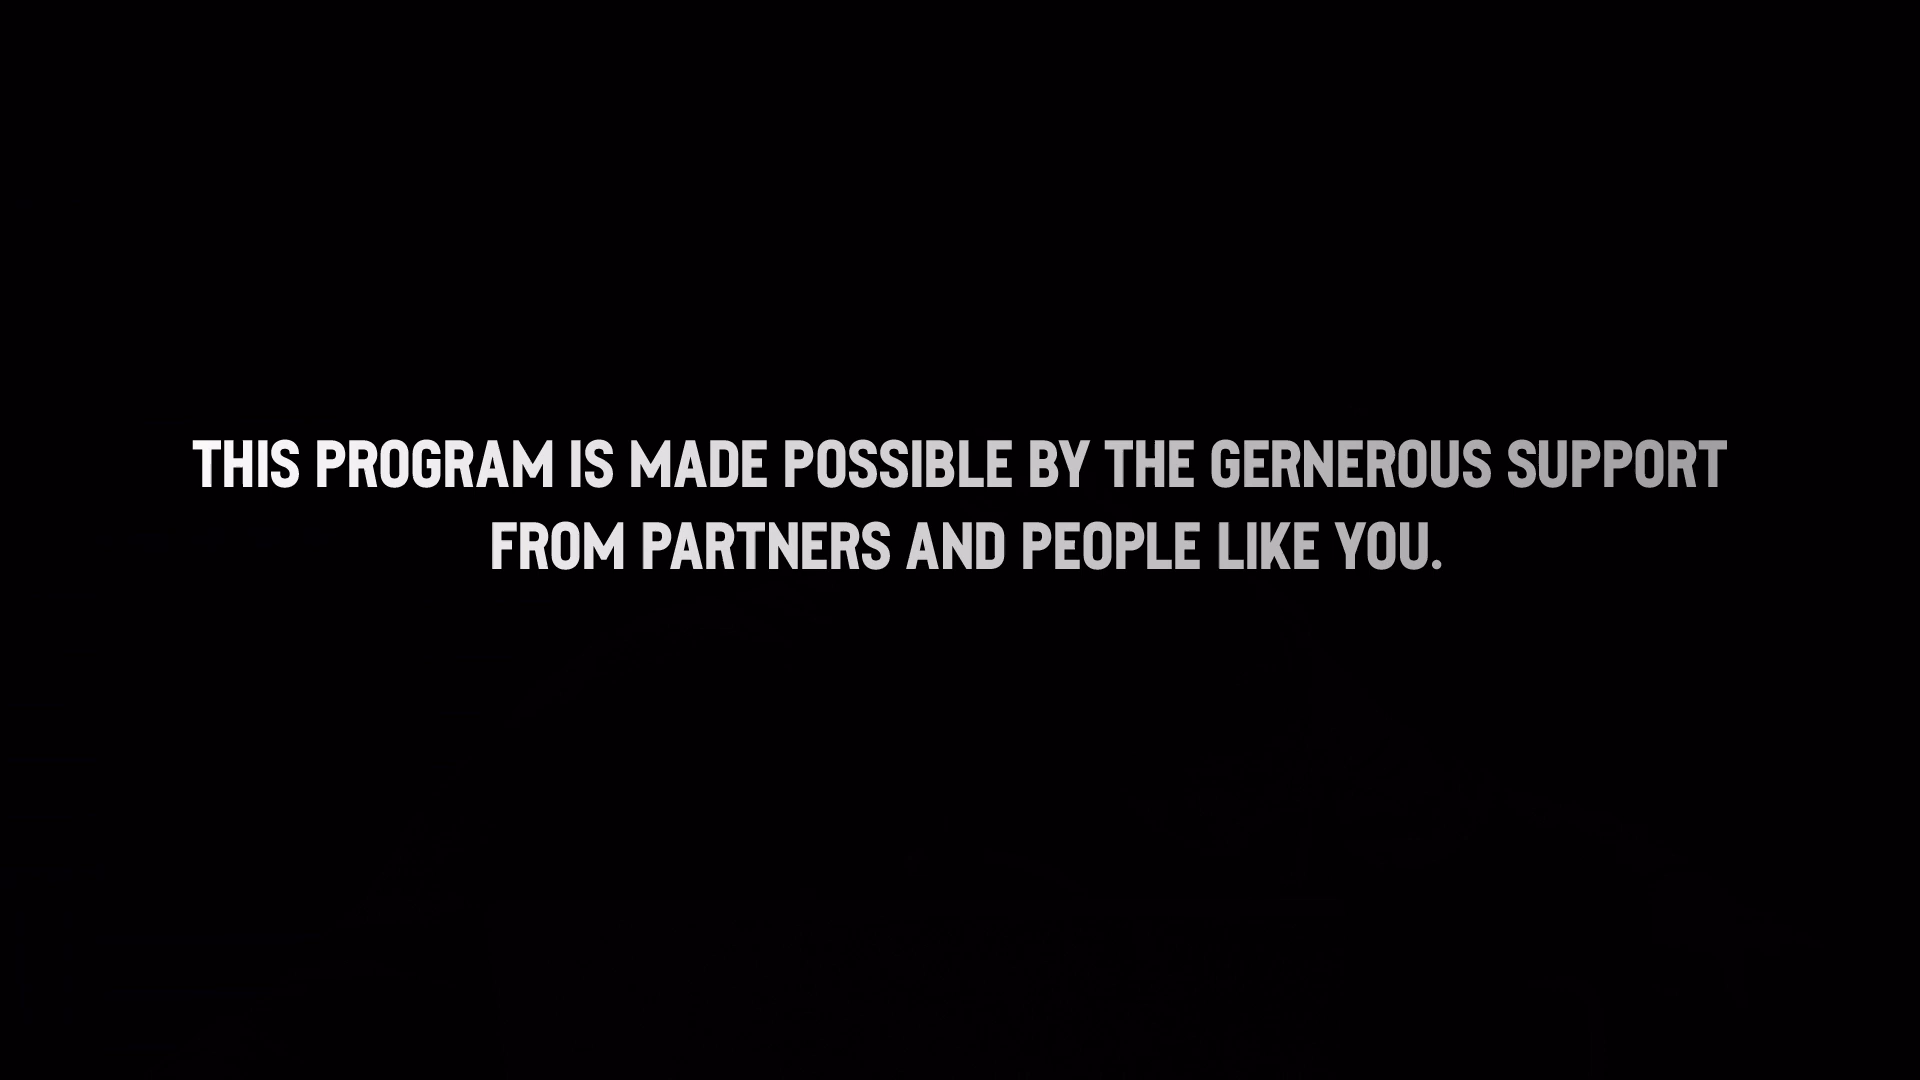 THIS PROGRAM IS MADE POSSIBLE BY THE GERNEROUS SUPPORT
FROM PARTNERS AND PEOPLE LIKE YOU.